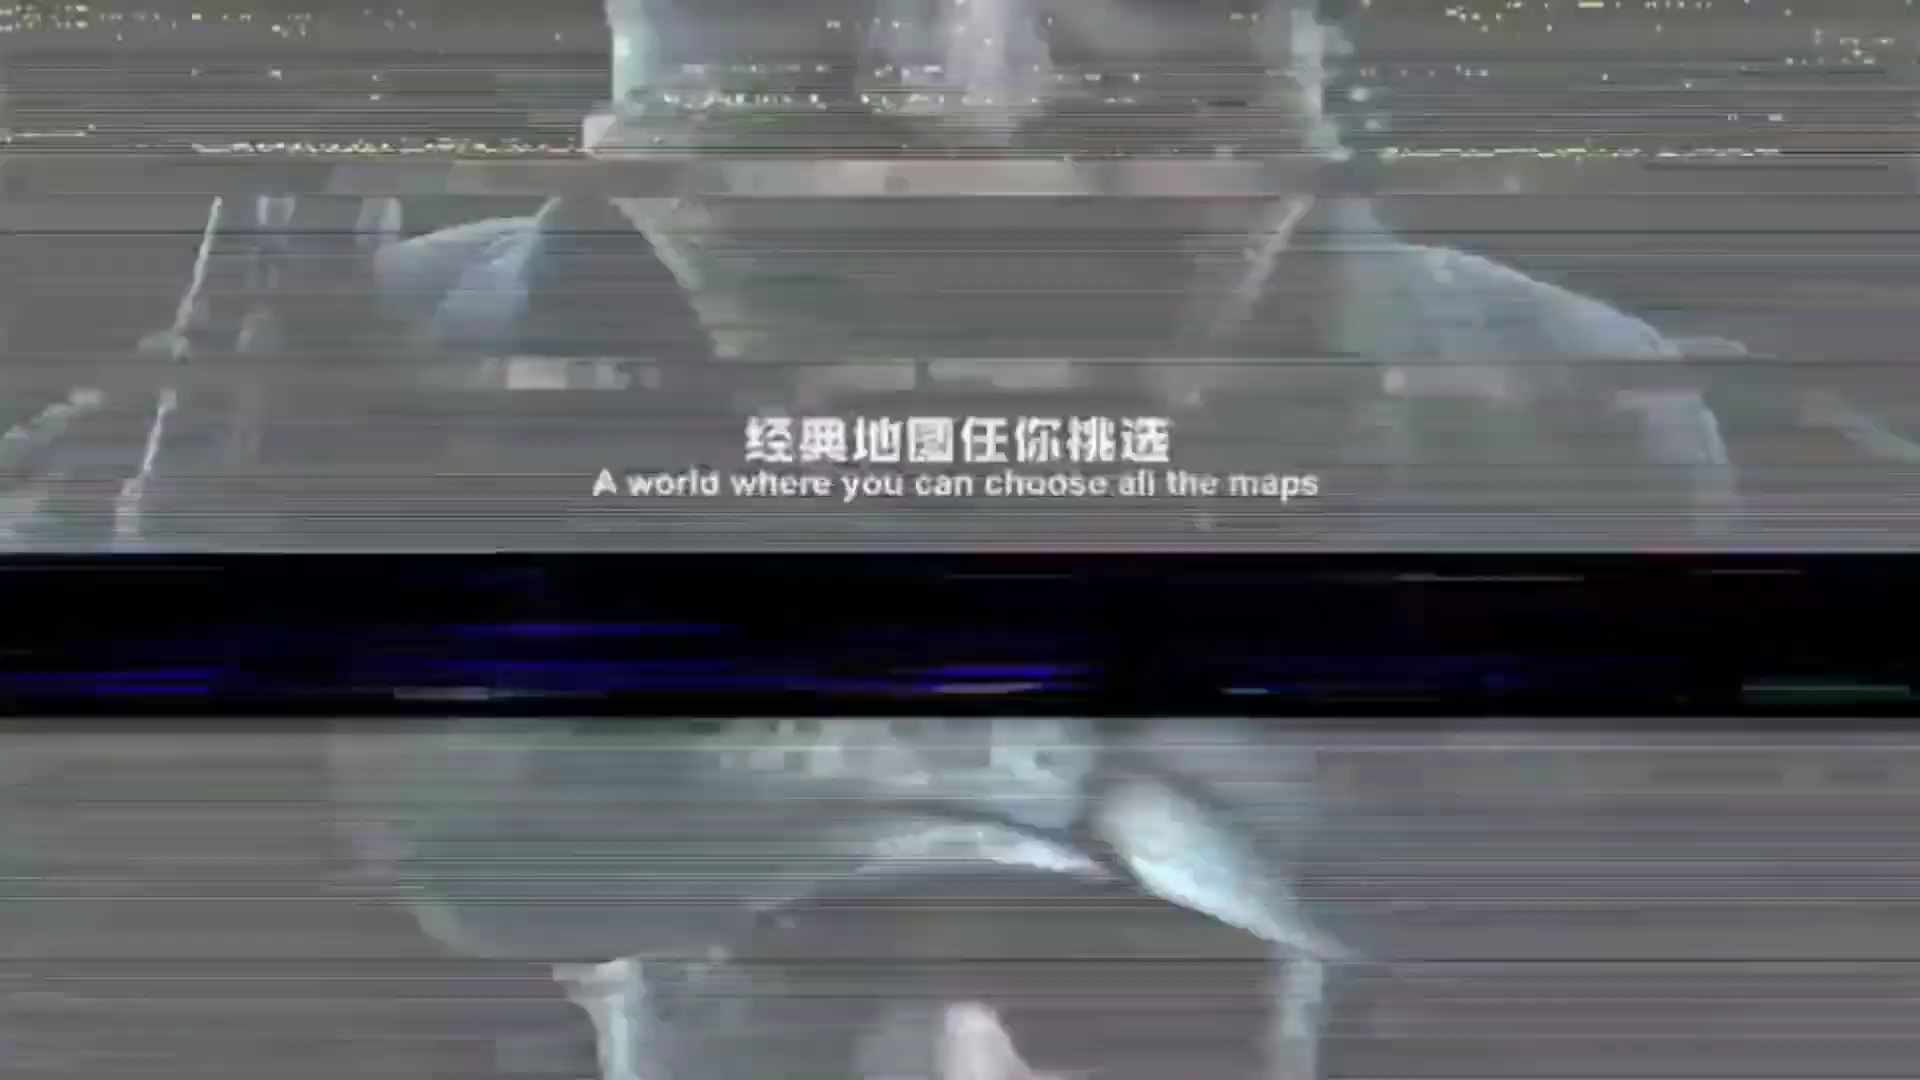 经典地图任你挑选
A world where you can choose all the maps